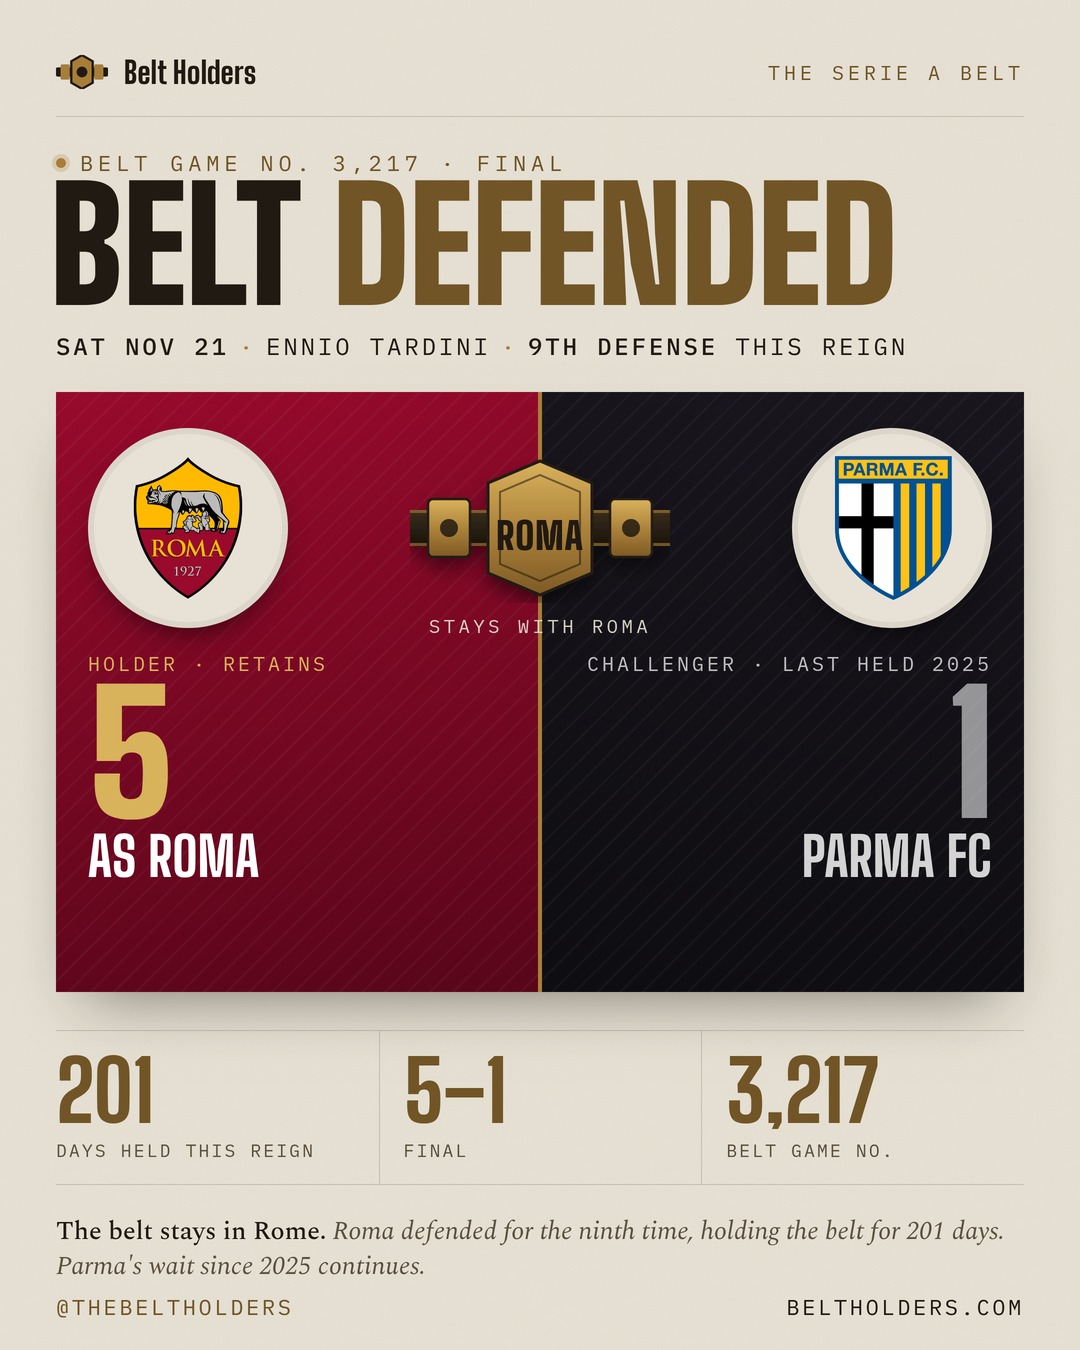 Belt Holders
THE SERIE A BELT
BELT GAME NO. 3,217 · FINAL
BELT DEFENDED
SAT NOV 21 · ENNIO TARDINI · 9TH DEFENSE THIS REIGN
ROMA
1927
ROMA
PARMA F.C.
STAYS WITH ROMA
HOLDER · RETAINS
CHALLENGER · LAST HELD 2025
5
1
AS ROMA
PARMA FC
201
5–1
3,217
DAYS HELD THIS REIGN
FINAL
BELT GAME NO.
The belt stays in Rome. Roma defended for the ninth time, holding the belt for 201 days.
Parma's wait since 2025 continues.
@THEBELTHOLDERS
BELTHOLDERS.COM